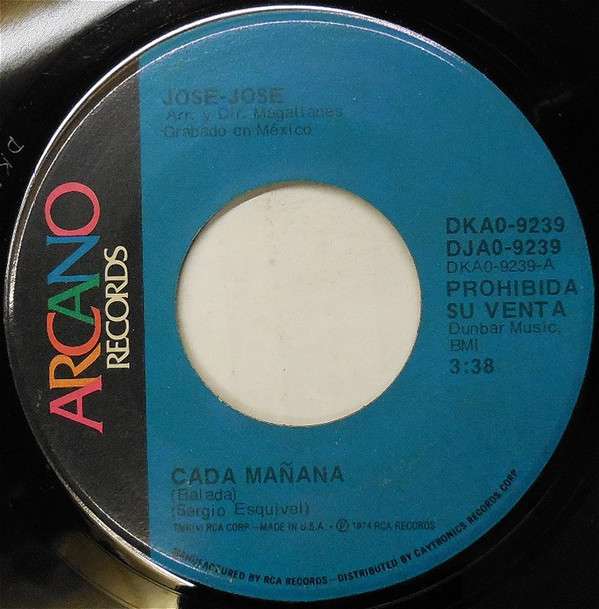 JOSE-JOSE
Arr. y Dir. Magallanes
Grabado en México
ARCANO
RECORDS
DKA0-9239
DJA0-9239
DKA0-9239-A
PROHIBIDA
SU VENTA
Dunbar Music,
BMI
3:38
CADA MAÑANA
(Balada)
(Sergio Esquivel)
TMK(s) RCA CORP – MADE IN U.S.A. • Ⓟ 1974 RCA RECORDS
MANUFACTURED BY RCA RECORDS – DISTRIBUTED BY CAYTRONICS RECORDS CORP